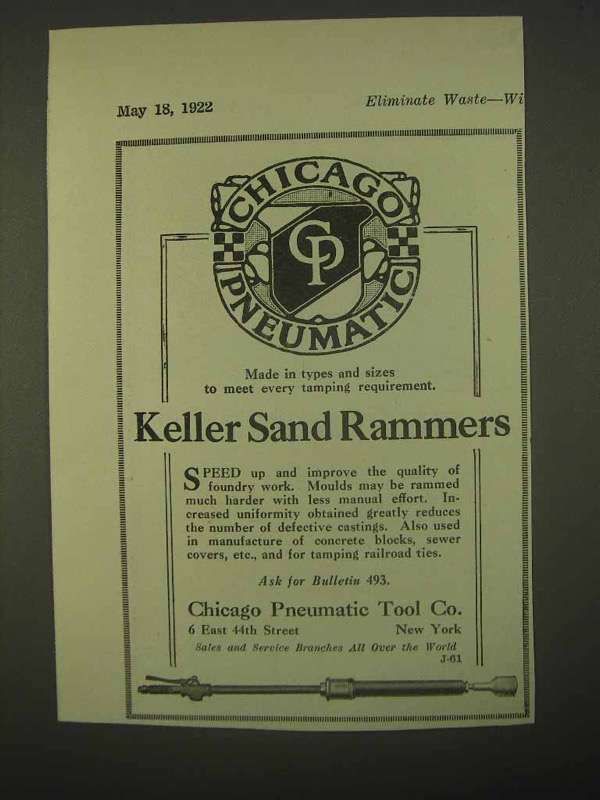 May 18, 1922
Eliminate Waste—Wi
CHICAGO
CP
PNEUMATIC
Made in types and sizes
to meet every tamping requirement.
Keller Sand Rammers
SPEED up and improve the quality of
foundry work. Moulds may be rammed
much harder with less manual effort. In-
creased uniformity obtained greatly reduces
the number of defective castings. Also used
in manufacture of concrete blocks, sewer
covers, etc., and for tamping railroad ties.
Ask for Bulletin 493.
Chicago Pneumatic Tool Co.
6 East 44th Street New York
Sales and Service Branches All Over the World
J-61